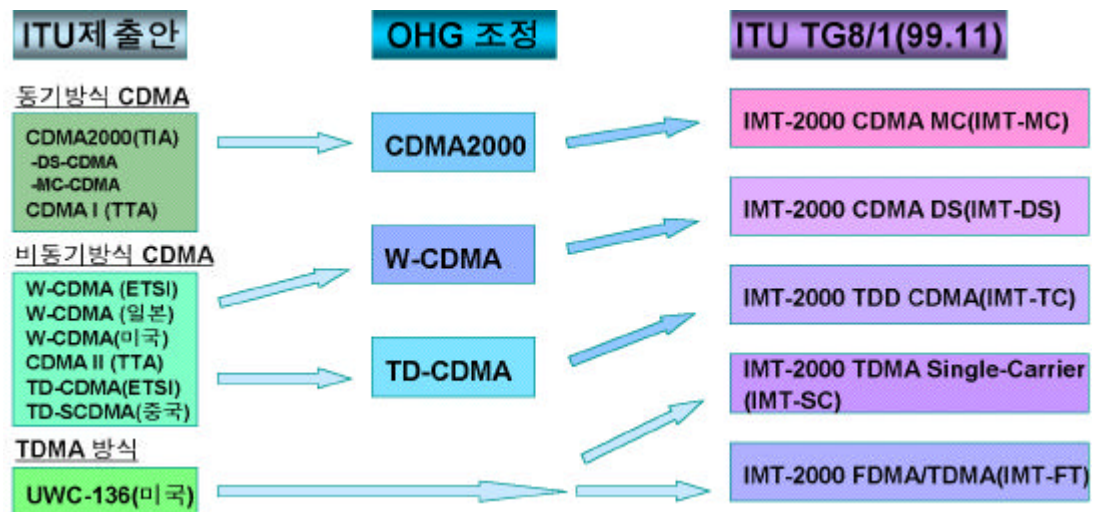 ITU제출안
OHG 조정
ITU TG8/1(99.11)
동기방식 CDMA
CDMA2000(TIA)
-DS-CDMA
-MC-CDMA
CDMA I (TTA)
비동기방식 CDMA
W-CDMA (ETSI)
W-CDMA (일본)
W-CDMA(미국)
CDMA II (TTA)
TD-CDMA(ETSI)
TD-SCDMA(중국)
TDMA 방식
UWC-136(미국)
CDMA2000
W-CDMA
TD-CDMA
IMT-2000 CDMA MC(IMT-MC)
IMT-2000 CDMA DS(IMT-DS)
IMT-2000 TDD CDMA(IMT-TC)
IMT-2000 TDMA Single-Carrier
(IMT-SC)
IMT-2000 FDMA/TDMA(IMT-FT)